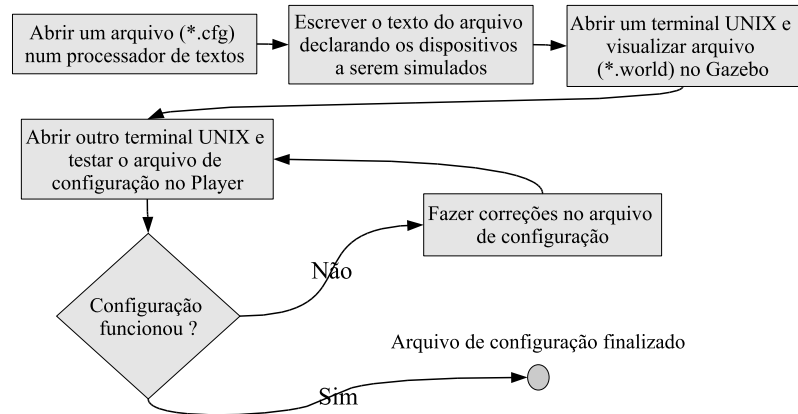 Abrir um arquivo (*.cfg)
num processador de textos
Escrever o texto do arquivo
declarando os dispositivos
a serem simulados
Abrir um terminal UNIX e
visualizar arquivo
(*.world) no Gazebo
Abrir outro terminal UNIX e
testar o arquivo de
configuração no Player
Fazer correções no arquivo
de configuração
Não
Configuração
funcionou ?
Arquivo de configuração finalizado
Sim